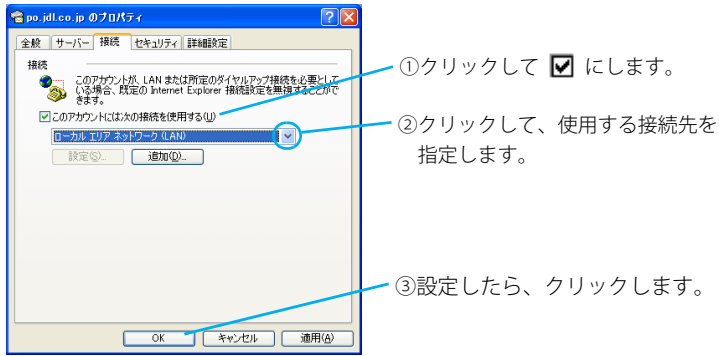 po.jdl.co.jp のプロパティ
全般 サーバー 接続 セキュリティ 詳細設定
接続
このアカウントが、LAN または所定のダイヤルアップ接続を必要として
いる場合、既定の Internet Explorer 接続設定を無視することがで
きます。
このアカウントには次の接続を使用する(U)
ローカル エリア ネットワーク (LAN)
設定(S)... 追加(D)...
OK キャンセル 適用(A)
①クリックして ☑ にします。
②クリックして、使用する接続先を
指定します。
③設定したら、クリックします。